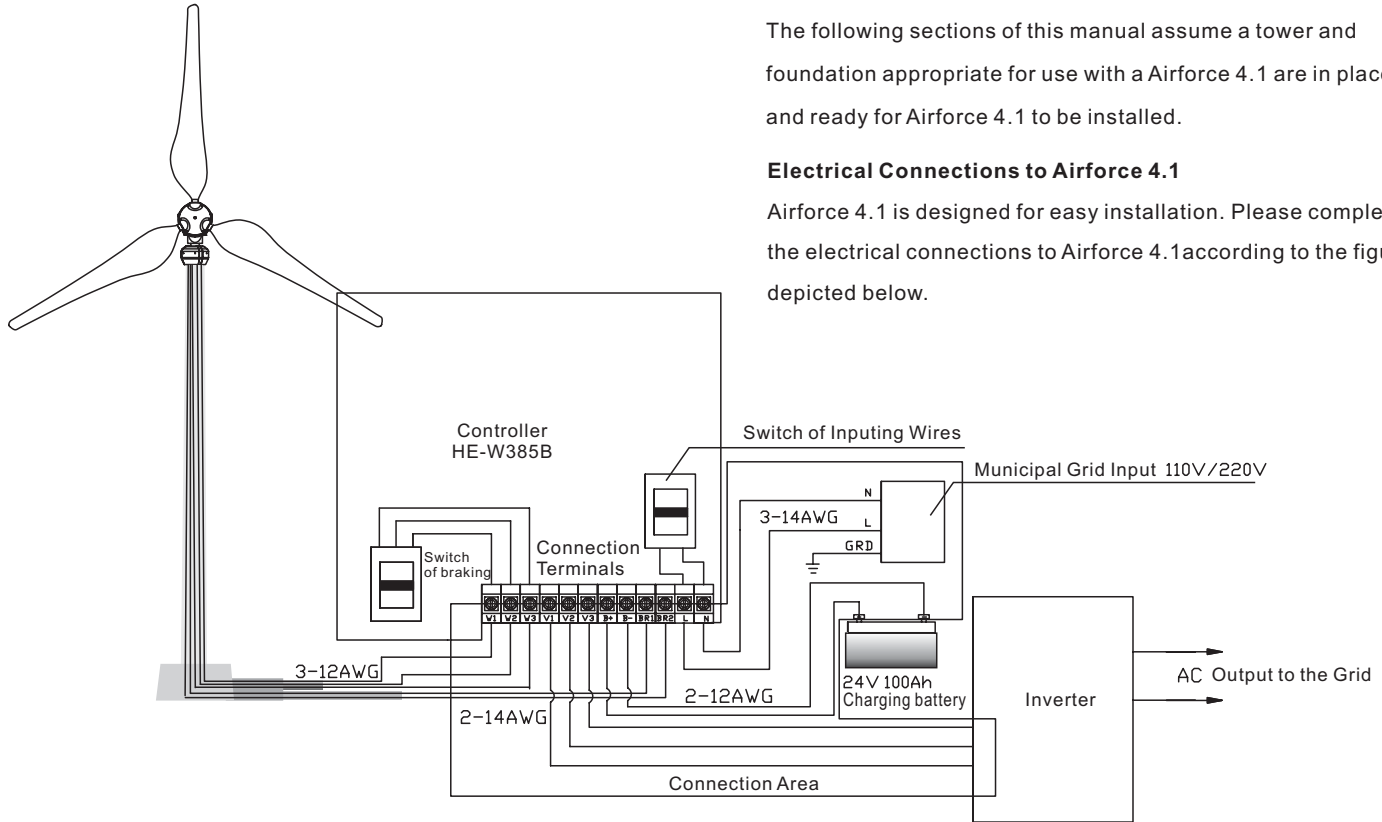 The following sections of this manual assume a tower and
foundation appropriate for use with a Airforce 4.1 are in place
and ready for Airforce 4.1 to be installed.
Electrical Connections to Airforce 4.1
Airforce 4.1 is designed for easy installation. Please comple
the electrical connections to Airforce 4.1according to the figu
depicted below.
Controller
HE-W385B
Switch of Inputing Wires
Municipal Grid Input 110V/220V
N
3-14AWG
L
GRD
Switch
of braking
Connection
Terminals
W1 W2 W3 V1 V2 V3 B+ B- BR1 BR2 L N
3-12AWG
2-14AWG
2-12AWG
24V 100Ah
Charging battery
Inverter
AC Output to the Grid
Connection Area